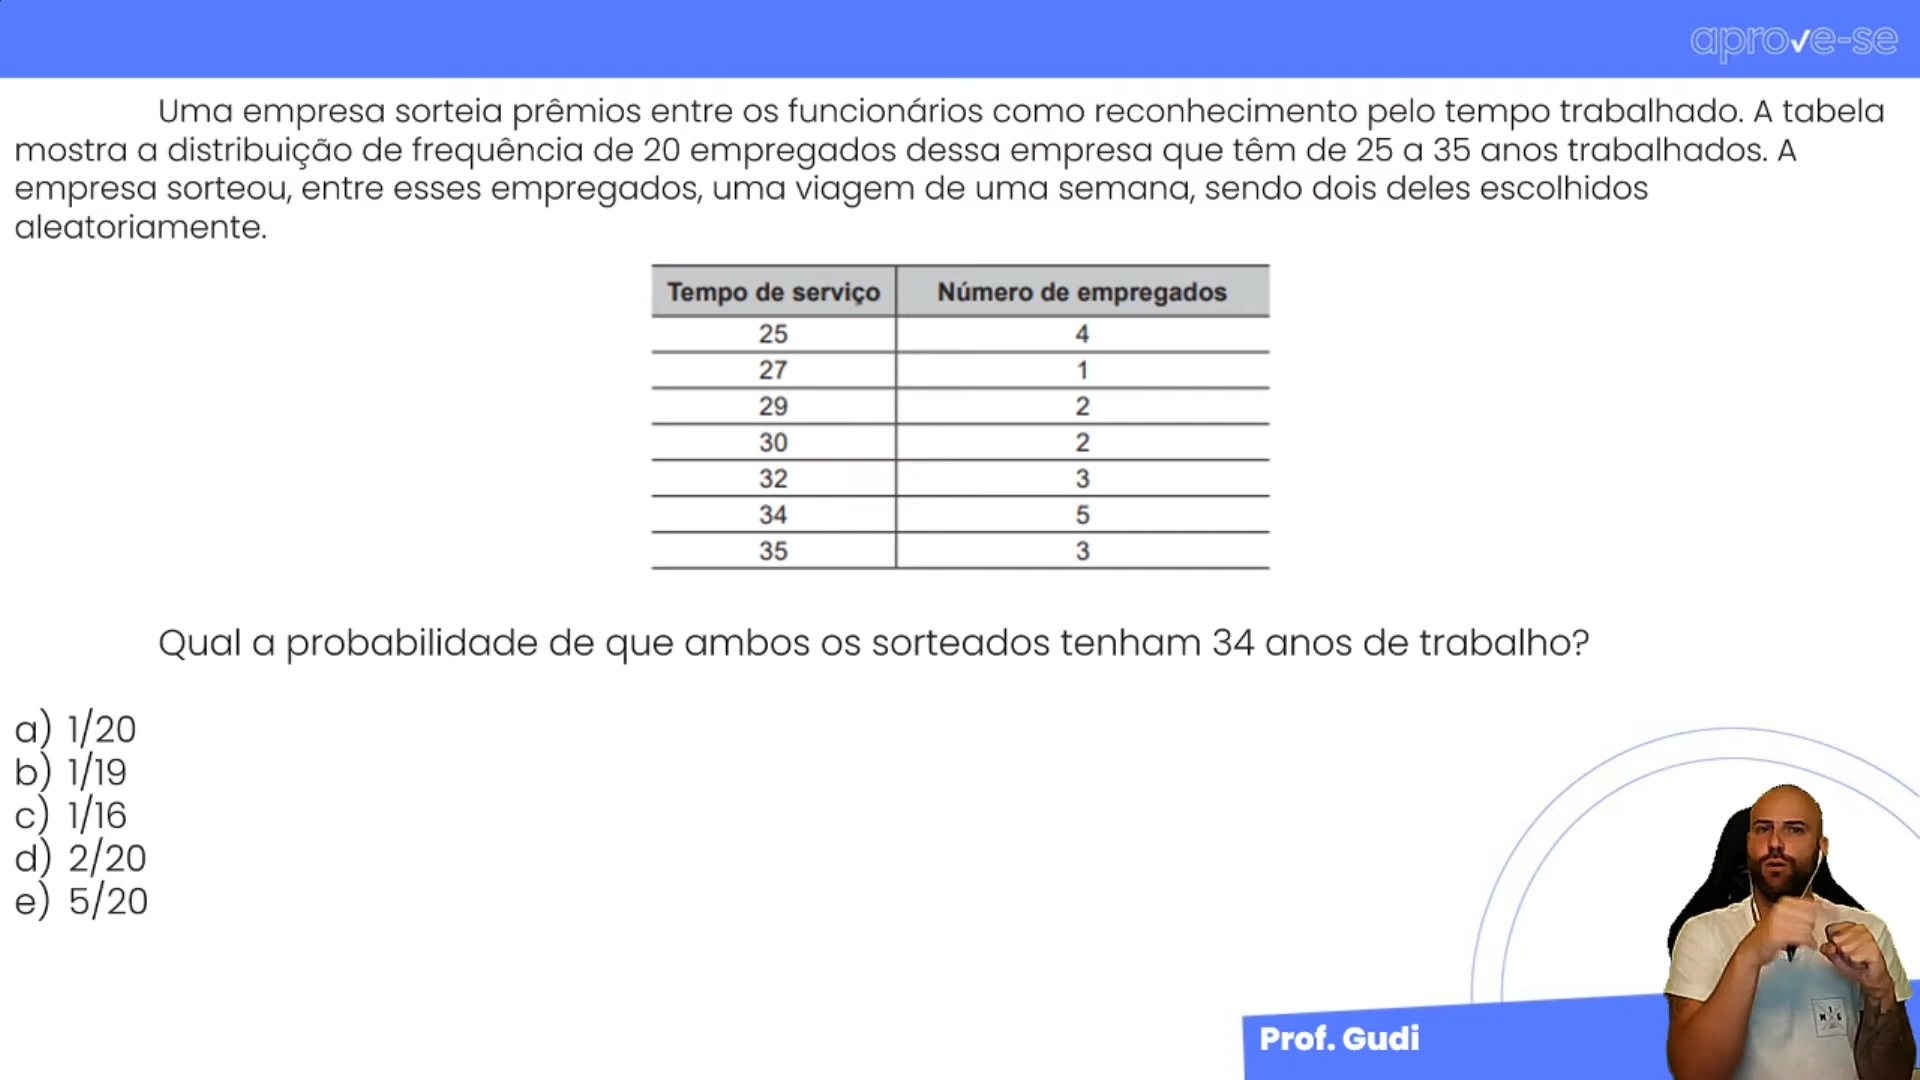 aprove-se
Uma empresa sorteia prêmios entre os funcionários como reconhecimento pelo tempo trabalhado. A tabela
mostra a distribuição de frequência de 20 empregados dessa empresa que têm de 25 a 35 anos trabalhados. A
empresa sorteou, entre esses empregados, uma viagem de uma semana, sendo dois deles escolhidos
aleatoriamente.
Tempo de serviço Número de empregados
25 4
27 1
29 2
30 2
32 3
34 5
35 3
Qual a probabilidade de que ambos os sorteados tenham 34 anos de trabalho?
a) 1/20
b) 1/19
c) 1/16
d) 2/20
e) 5/20
Prof. Gudi